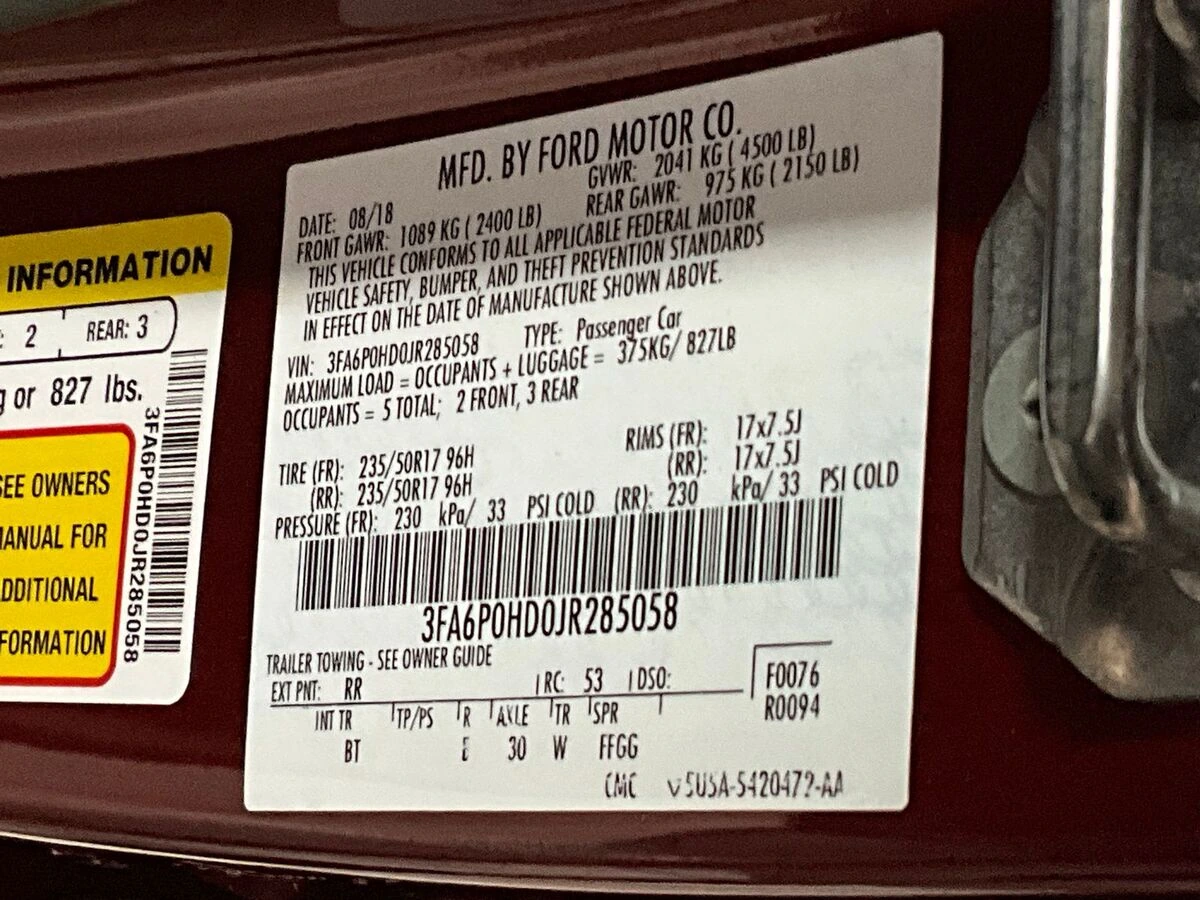 INFORMATION
: 2 REAR: 3
g or 827 lbs.
SEE OWNERS
MANUAL FOR
ADDITIONAL
INFORMATION
3FA6P0HD0JR285058
MFD. BY FORD MOTOR CO.
DATE: 08/18 GVWR: 2041 KG ( 4500 LB)
FRONT GAWR: 1089 KG ( 2400 LB) REAR GAWR: 975 KG ( 2150 LB)
THIS VEHICLE CONFORMS TO ALL APPLICABLE FEDERAL MOTOR
VEHICLE SAFETY, BUMPER, AND THEFT PREVENTION STANDARDS
IN EFFECT ON THE DATE OF MANUFACTURE SHOWN ABOVE.
VIN: 3FA6P0HD0JR285058 TYPE: Passenger Car
MAXIMUM LOAD = OCCUPANTS + LUGGAGE = 375KG/ 827LB
OCCUPANTS = 5 TOTAL; 2 FRONT, 3 REAR
TIRE (FR): 235/50R17 96H RIMS (FR): 17x7.5J
(RR): 235/50R17 96H (RR): 17x7.5J
PRESSURE (FR): 230 kPa/ 33 PSI COLD (RR): 230 kPa/ 33 PSI COLD
3FA6P0HD0JR285058
TRAILER TOWING - SEE OWNER GUIDE
EXT PNT: RR RC: 53 DSO: F0076
INT TR TP/PS R AXLE TR SPR R0094
BT E 30 W FFGG
CMC